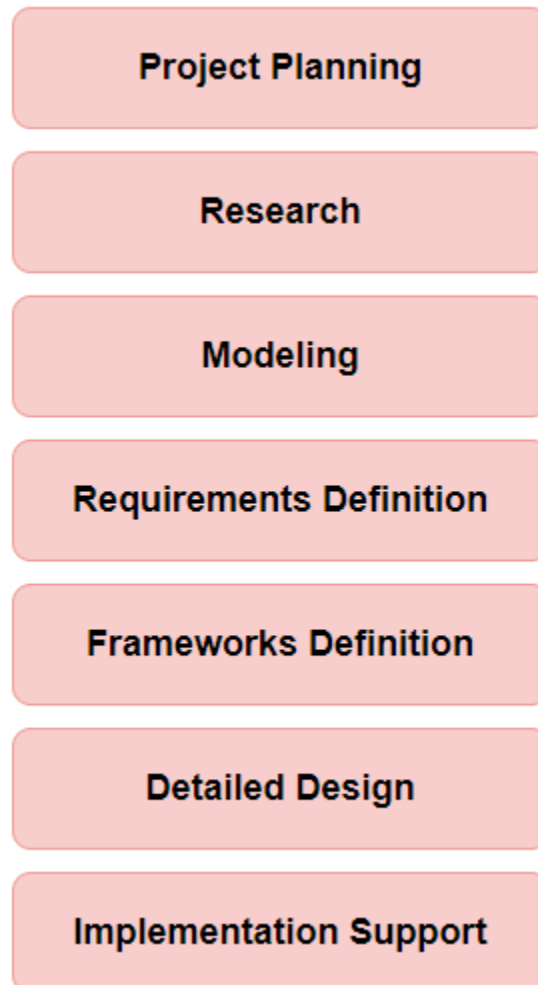 Project Planning
Research
Modeling
Requirements Definition
Frameworks Definition
Detailed Design
Implementation Support